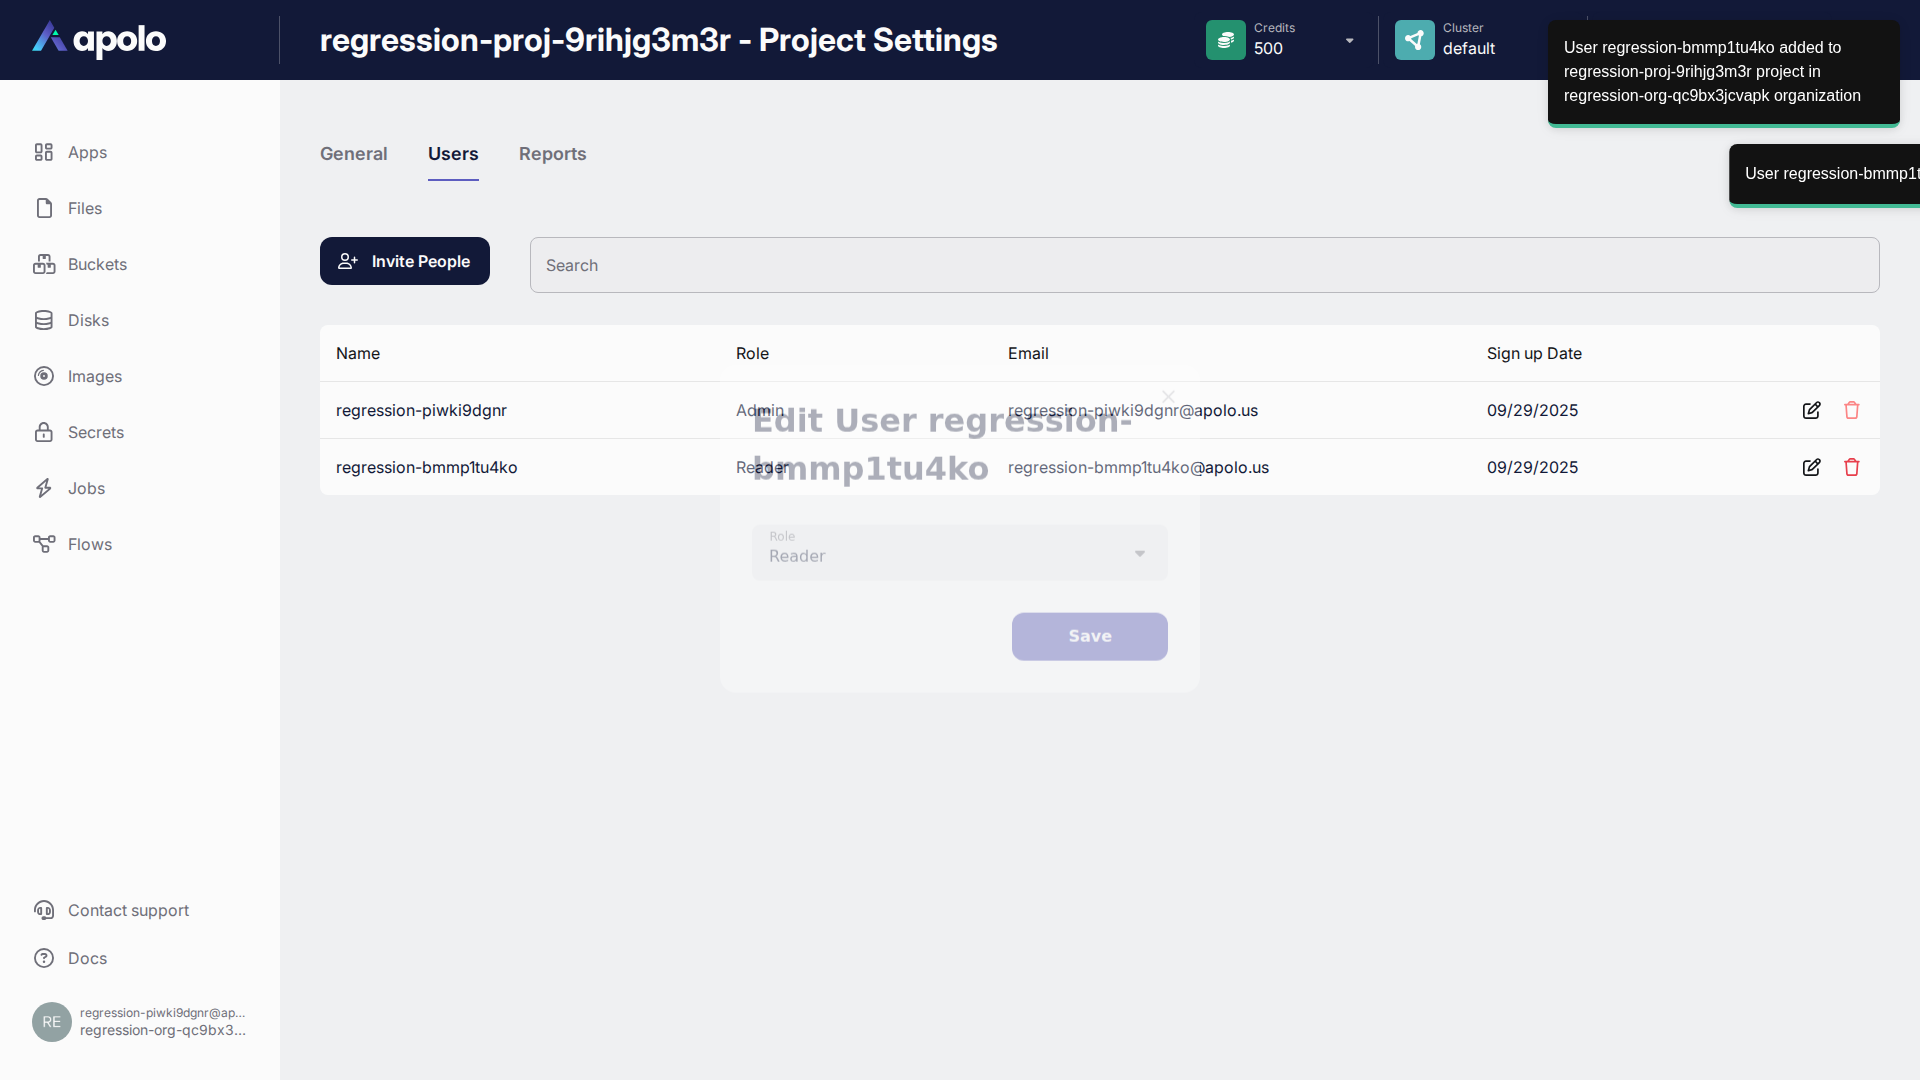 apolo
regression-proj-9rihjg3m3r - Project Settings
Credits
500
Cluster
default
User regression-bmmp1tu4ko added to
regression-proj-9rihjg3m3r project in
regression-org-qc9bx3jcvapk organization
User regression-bmmp1t
Apps
Files
Buckets
Disks
Images
Secrets
Jobs
Flows
General
Users
Reports
Invite People
Search
Name
Role
Email
Sign up Date
regression-piwki9dgnr
Admin
regression-piwki9dgnr@apolo.us
09/29/2025
regression-bmmp1tu4ko
Reader
regression-bmmp1tu4ko@apolo.us
09/29/2025
Edit User regression-
bmmp1tu4ko
Role
Reader
Save
Contact support
Docs
RE
regression-piwki9dgnr@ap...
regression-org-qc9bx3...